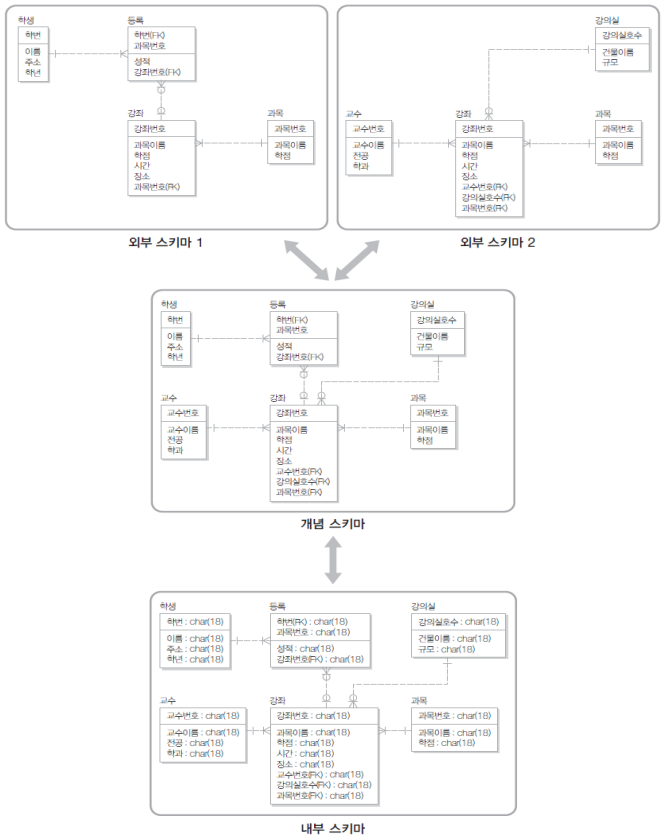 학생
학번
이름
주소
학년
등록
학번(FK)
과목번호
성적
강좌번호(FK)
강좌
강좌번호
과목이름
학점
시간
징소
과목번호(FK)
과목
과목번호
과목이름
학점
외부 스키마 1
강의실
강의실호수
건물이름
규모
교수
교수번호
교수이름
전공
학과
강좌
강좌번호
과목이름
학점
시간
징소
교수번호(FK)
강의실호수(FK)
과목번호(FK)
과목
과목번호
과목이름
학점
외부 스키마 2
학생
학번
이름
주소
학년
등록
학번(FK)
과목번호
성적
강좌번호(FK)
강의실
강의실호수
건물이름
규모
교수
교수번호
교수이름
전공
학과
강좌
강좌번호
과목이름
학점
시간
징소
교수번호(FK)
강의실호수(FK)
과목번호(FK)
과목
과목번호
과목이름
학점
개념 스키마
학생
학번 : char(18)
이름 : char(18)
주소 : char(18)
학년 : char(18)
등록
학번(FK) : char(18)
과목번호 : char(18)
성적 : char(18)
강좌번호(FK) : char(18)
강의실
강의실호수 : char(18)
건물이름 : char(18)
규모 : char(18)
교수
교수번호 : char(18)
교수이름 : char(18)
전공 : char(18)
학과 : char(18)
강좌
강좌번호 : char(18)
과목이름 : char(18)
학점 : char(18)
시간 : char(18)
징소 : char(18)
교수번호(FK) : char(18)
강의실호수(FK) : char(18)
과목번호(FK) : char(18)
과목
과목번호 : char(18)
과목이름 : char(18)
학점 : char(18)
내부 스키마